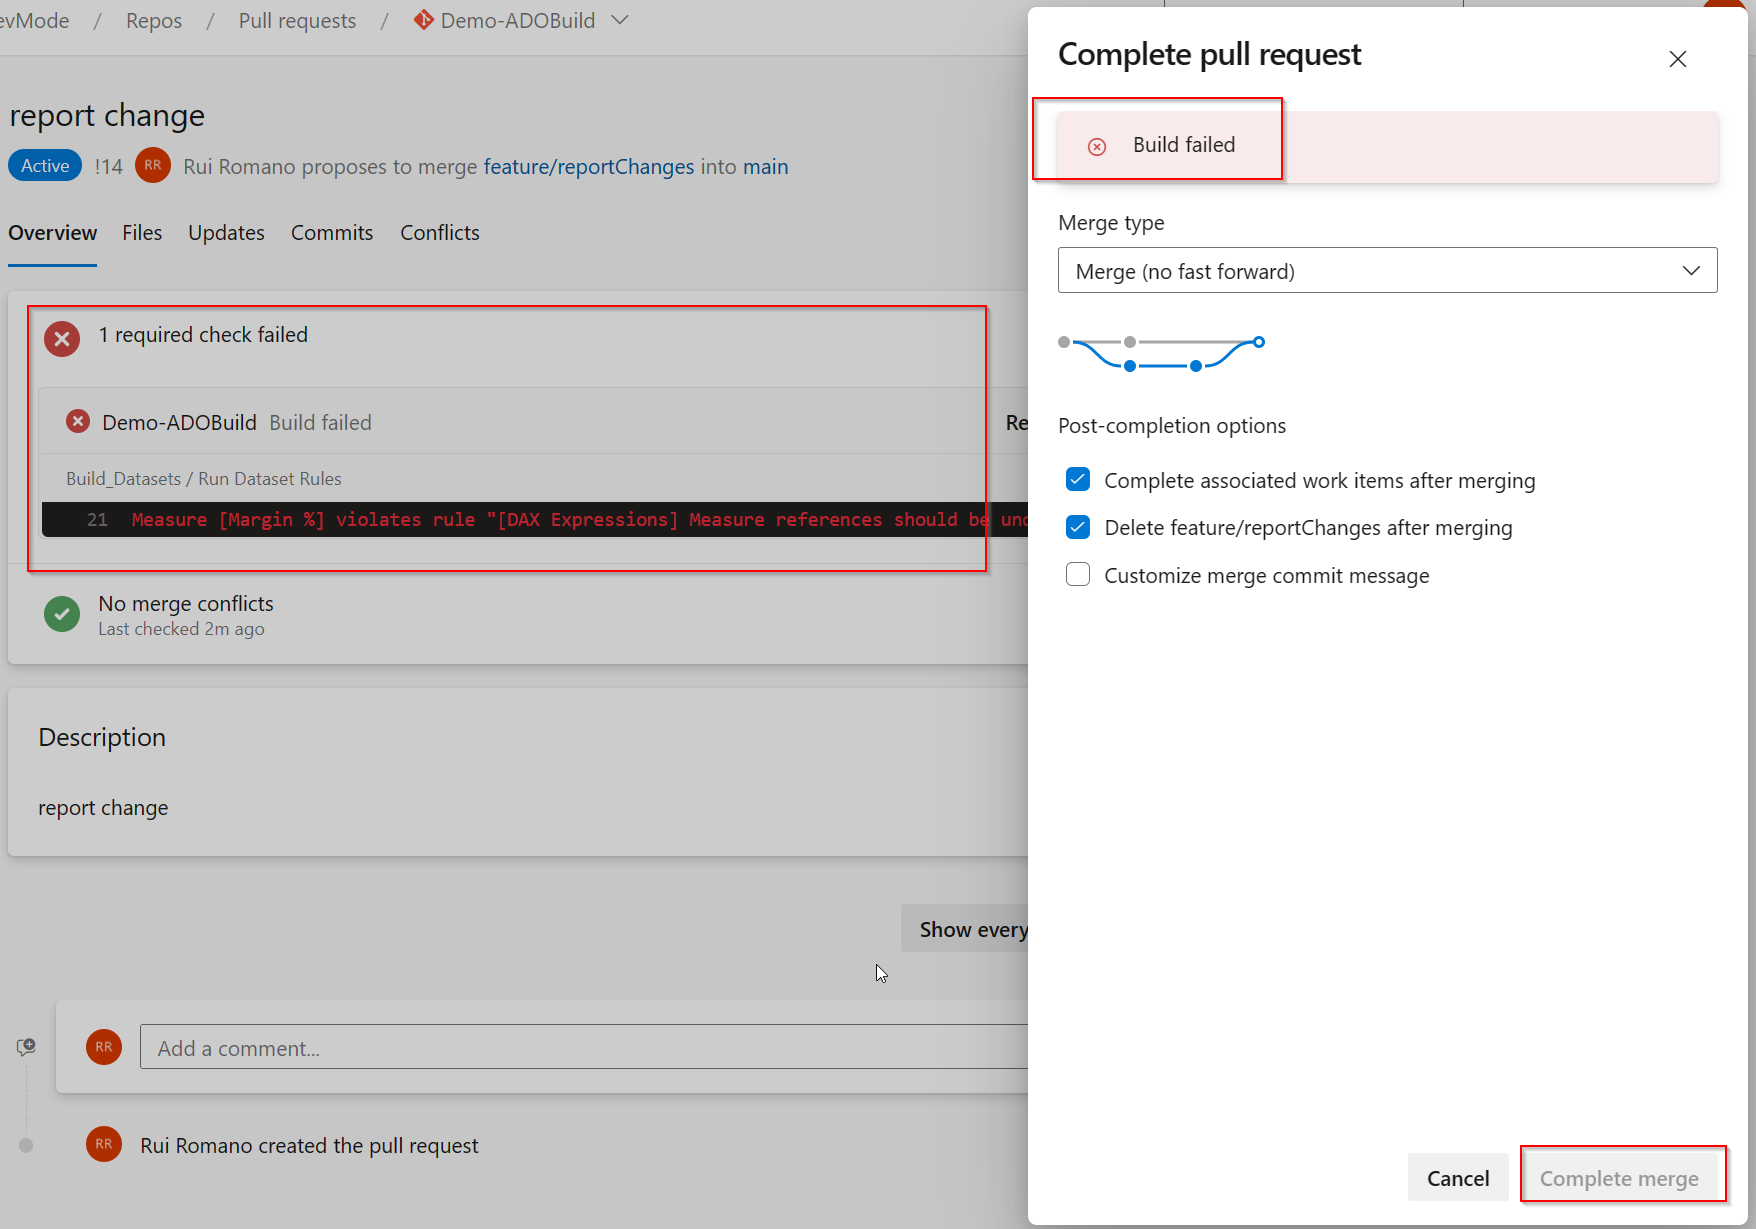 evMode / Repos / Pull requests / Demo-ADOBuild
report change
Active !14 RR Rui Romano proposes to merge feature/reportChanges into main
Overview Files Updates Commits Conflicts
1 required check failed
Demo-ADOBuild Build failed
Re
Build_Datasets / Run Dataset Rules
21 Measure [Margin %] violates rule "[DAX Expressions] Measure references should be un
No merge conflicts
Last checked 2m ago
Description
report change
Show every
RR Add a comment...
RR Rui Romano created the pull request
Complete pull request
Build failed
Merge type
Merge (no fast forward)
Post-completion options
Complete associated work items after merging
Delete feature/reportChanges after merging
Customize merge commit message
Cancel Complete merge